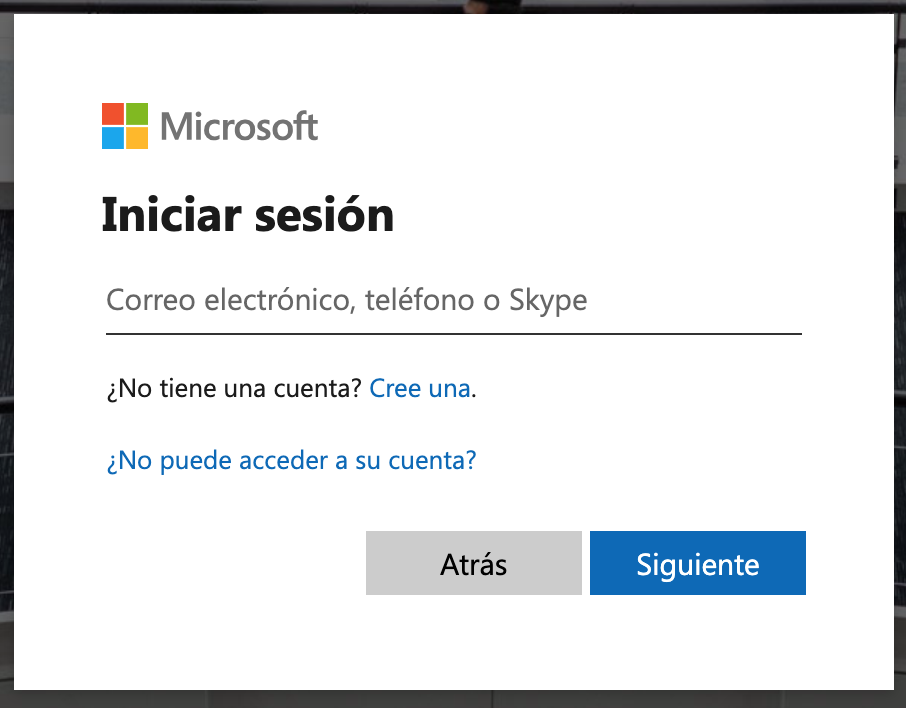 Microsoft
Iniciar sesión
Correo electrónico, teléfono o Skype
¿No tiene una cuenta? Cree una.
¿No puede acceder a su cuenta?
Atrás Siguiente